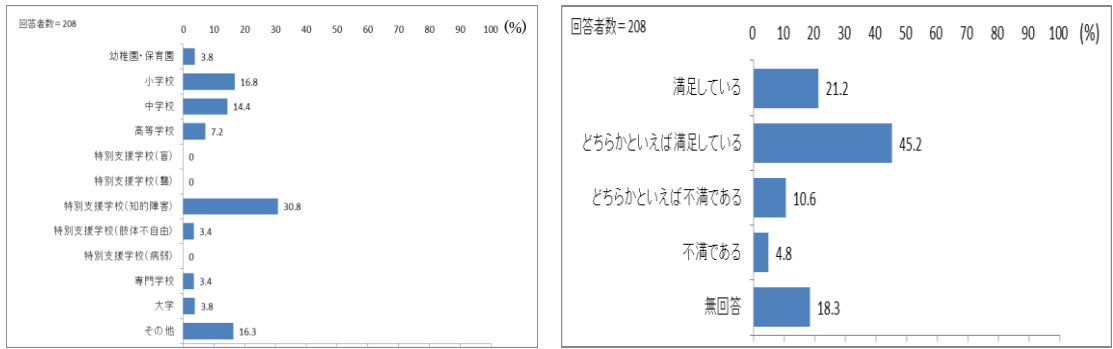 回答者数＝208
0 10 20 30 40 50 60 70 80 90 100 (%)
幼稚園・保育園 3.8
小学校 16.8
中学校 14.4
高等学校 7.2
特別支援学校(盲) 0
特別支援学校(聾) 0
特別支援学校(知的障害) 30.8
特別支援学校(肢体不自由) 3.4
特別支援学校(病弱) 0
専門学校 3.4
大学 3.8
その他 16.3
回答者数＝208
0 10 20 30 40 50 60 70 80 90 100 (%)
満足している 21.2
どちらかといえば満足している 45.2
どちらかといえば不満である 10.6
不満である 4.8
無回答 18.3